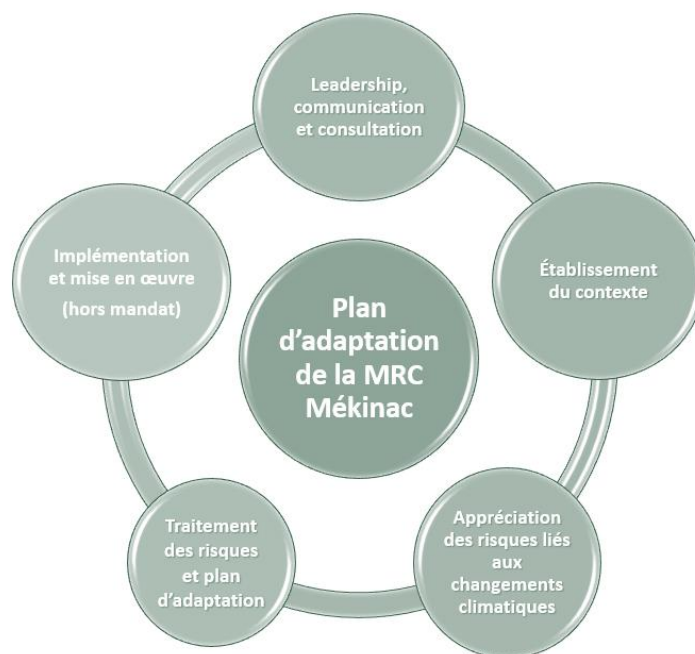 Leadership,
communication
et consultation
Établissement
du contexte
Appréciation
des risques liés
aux
changements
climatiques
Traitement
des risques
et plan
d'adaptation
Implémentation
et mise en œuvre
(hors mandat)
Plan
d'adaptation
de la MRC
Mékinac